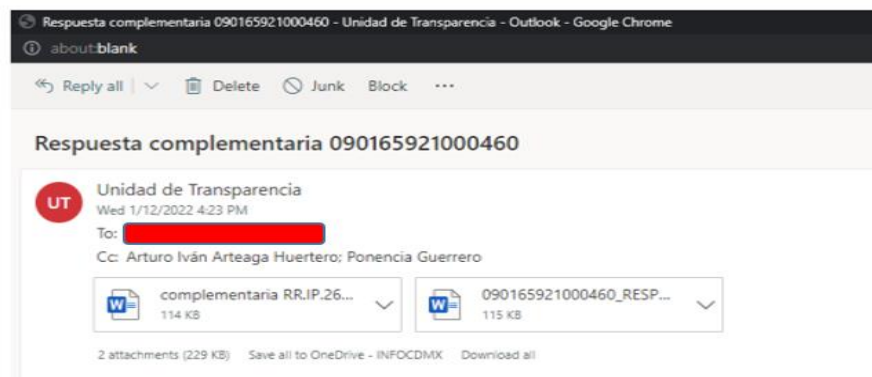 Respuesta complementaria 090165921000460 - Unidad de Transparencia - Outlook - Google Chrome
about:blank
Reply all Delete Junk Block ...
Respuesta complementaria 090165921000460
UT
Unidad de Transparencia
Wed 1/12/2022 4:23 PM
To:
Cc: Arturo Iván Arteaga Huertero; Ponencia Guerrero
complementaria RR.IP.26... 090165921000460_RESP...
114 KB 115 KB
2 attachments (229 KB) Save all to OneDrive - INFOCDMX Download all